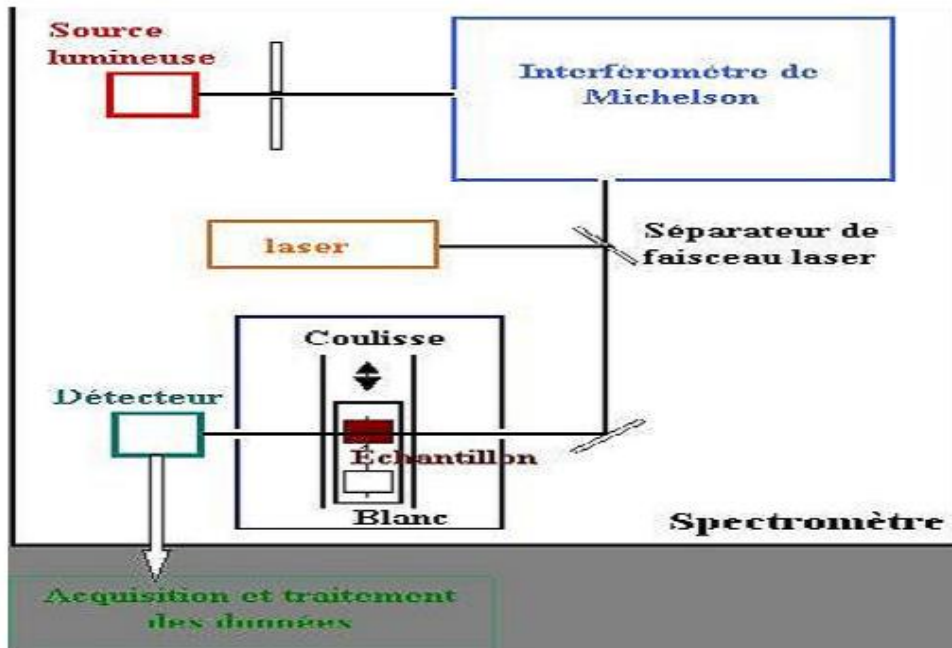 Source
lumineuse
Interféromètre de
Michelson
laser
Séparateur de
faisceau laser
Coulisse
Détecteur
Echantillon
Blanc
Spectromètre
Acquisition et traitement
des données